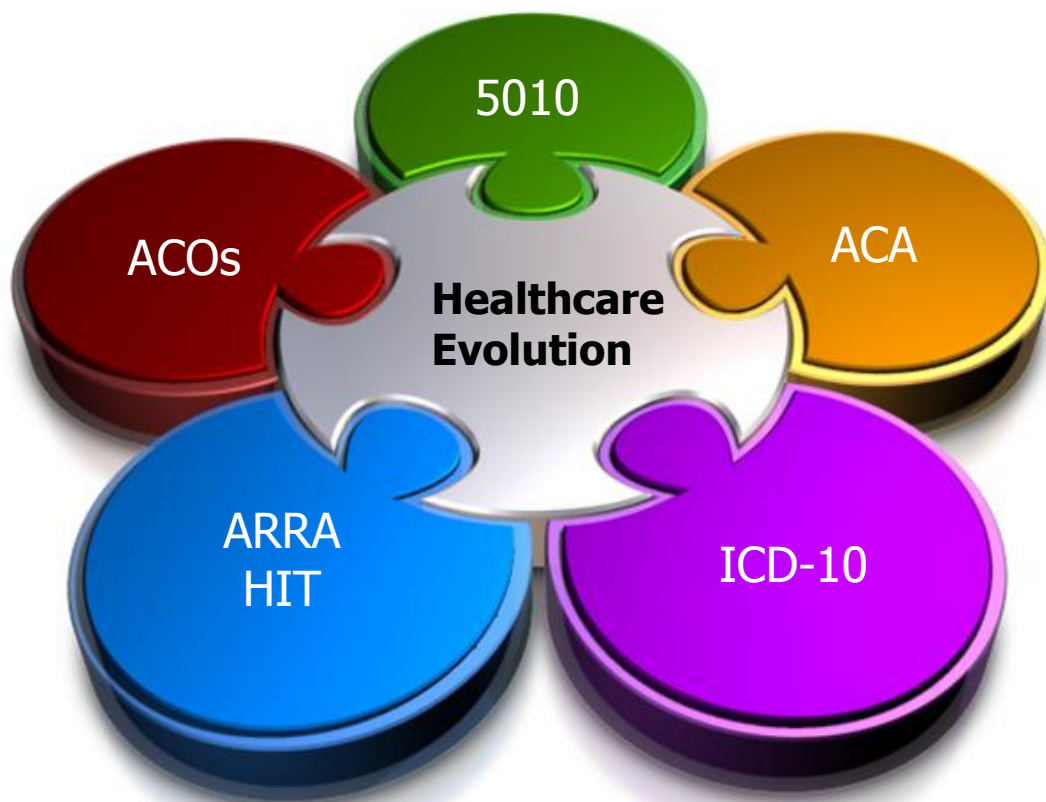 5010
ACOs
ACA
Healthcare
Evolution
ARRA
HIT
ICD-10